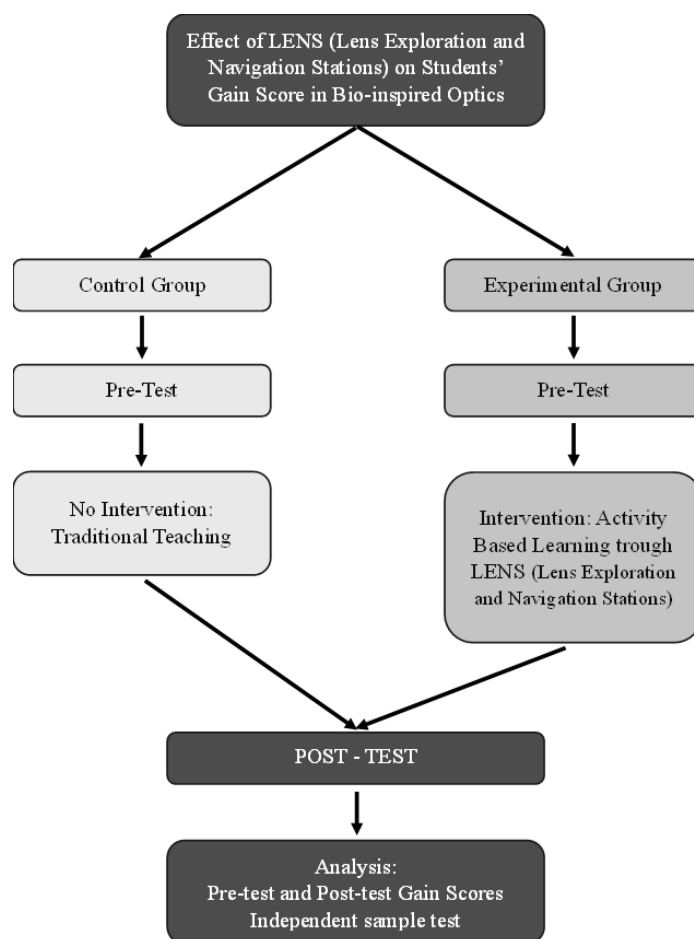 Effect of LENS (Lens Exploration and
Navigation Stations) on Students’
Gain Score in Bio-inspired Optics
Control Group
Experimental Group
Pre-Test
Pre-Test
No Intervention:
Traditional Teaching
Intervention: Activity
Based Learning trough
LENS (Lens Exploration
and Navigation Stations)
POST - TEST
Analysis:
Pre-test and Post-test Gain Scores
Independent sample test